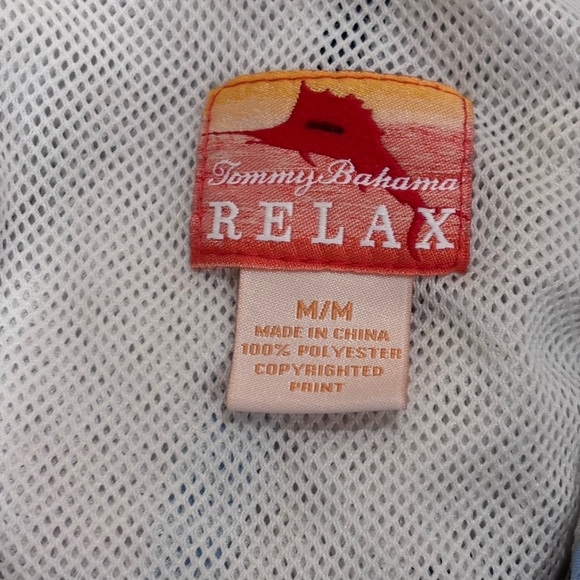 Tommy Bahama
RELAX
M/M
MADE IN CHINA
100% POLYESTER
COPYRIGHTED
PRINT